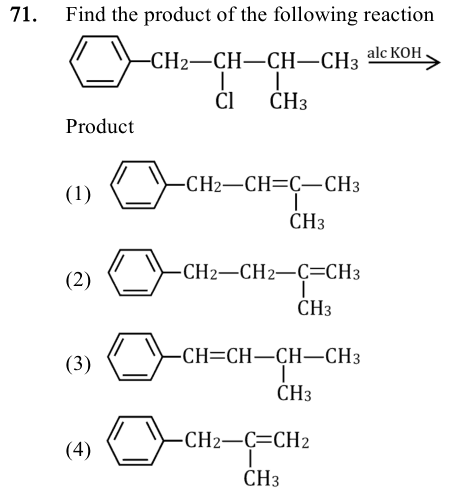 71. Find the product of the following reaction
CH2—CH—CH—CH3 alc KOH
Cl CH3
Product
(1) CH2—CH=C—CH3
CH3
(2) CH2—CH2—C=CH3
CH3
(3) CH=CH—CH—CH3
CH3
(4) CH2—C=CH2
CH3